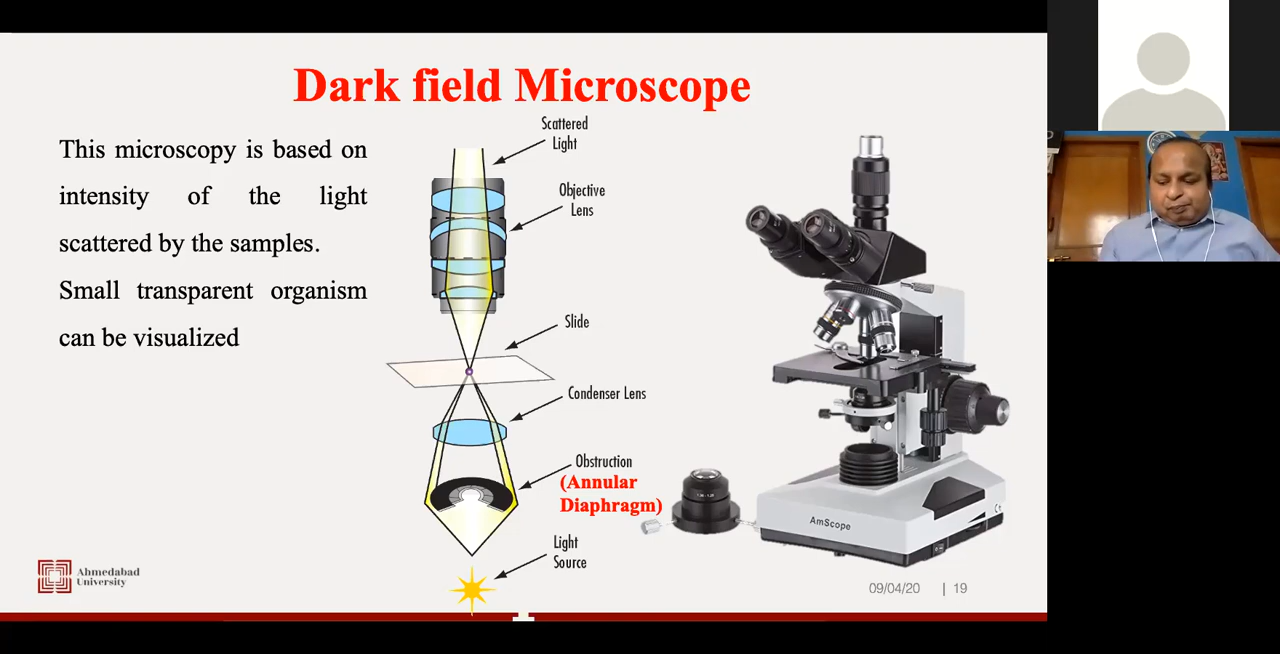 Dark field Microscope
This microscopy is based on
intensity of the light
scattered by the samples.
Small transparent organism
can be visualized
Scattered
Light
Objective
Lens
Slide
Condenser Lens
Obstruction
(Annular
Diaphragm)
Light
Source
AmScope
Ahmedabad
University
09/04/20 | 19